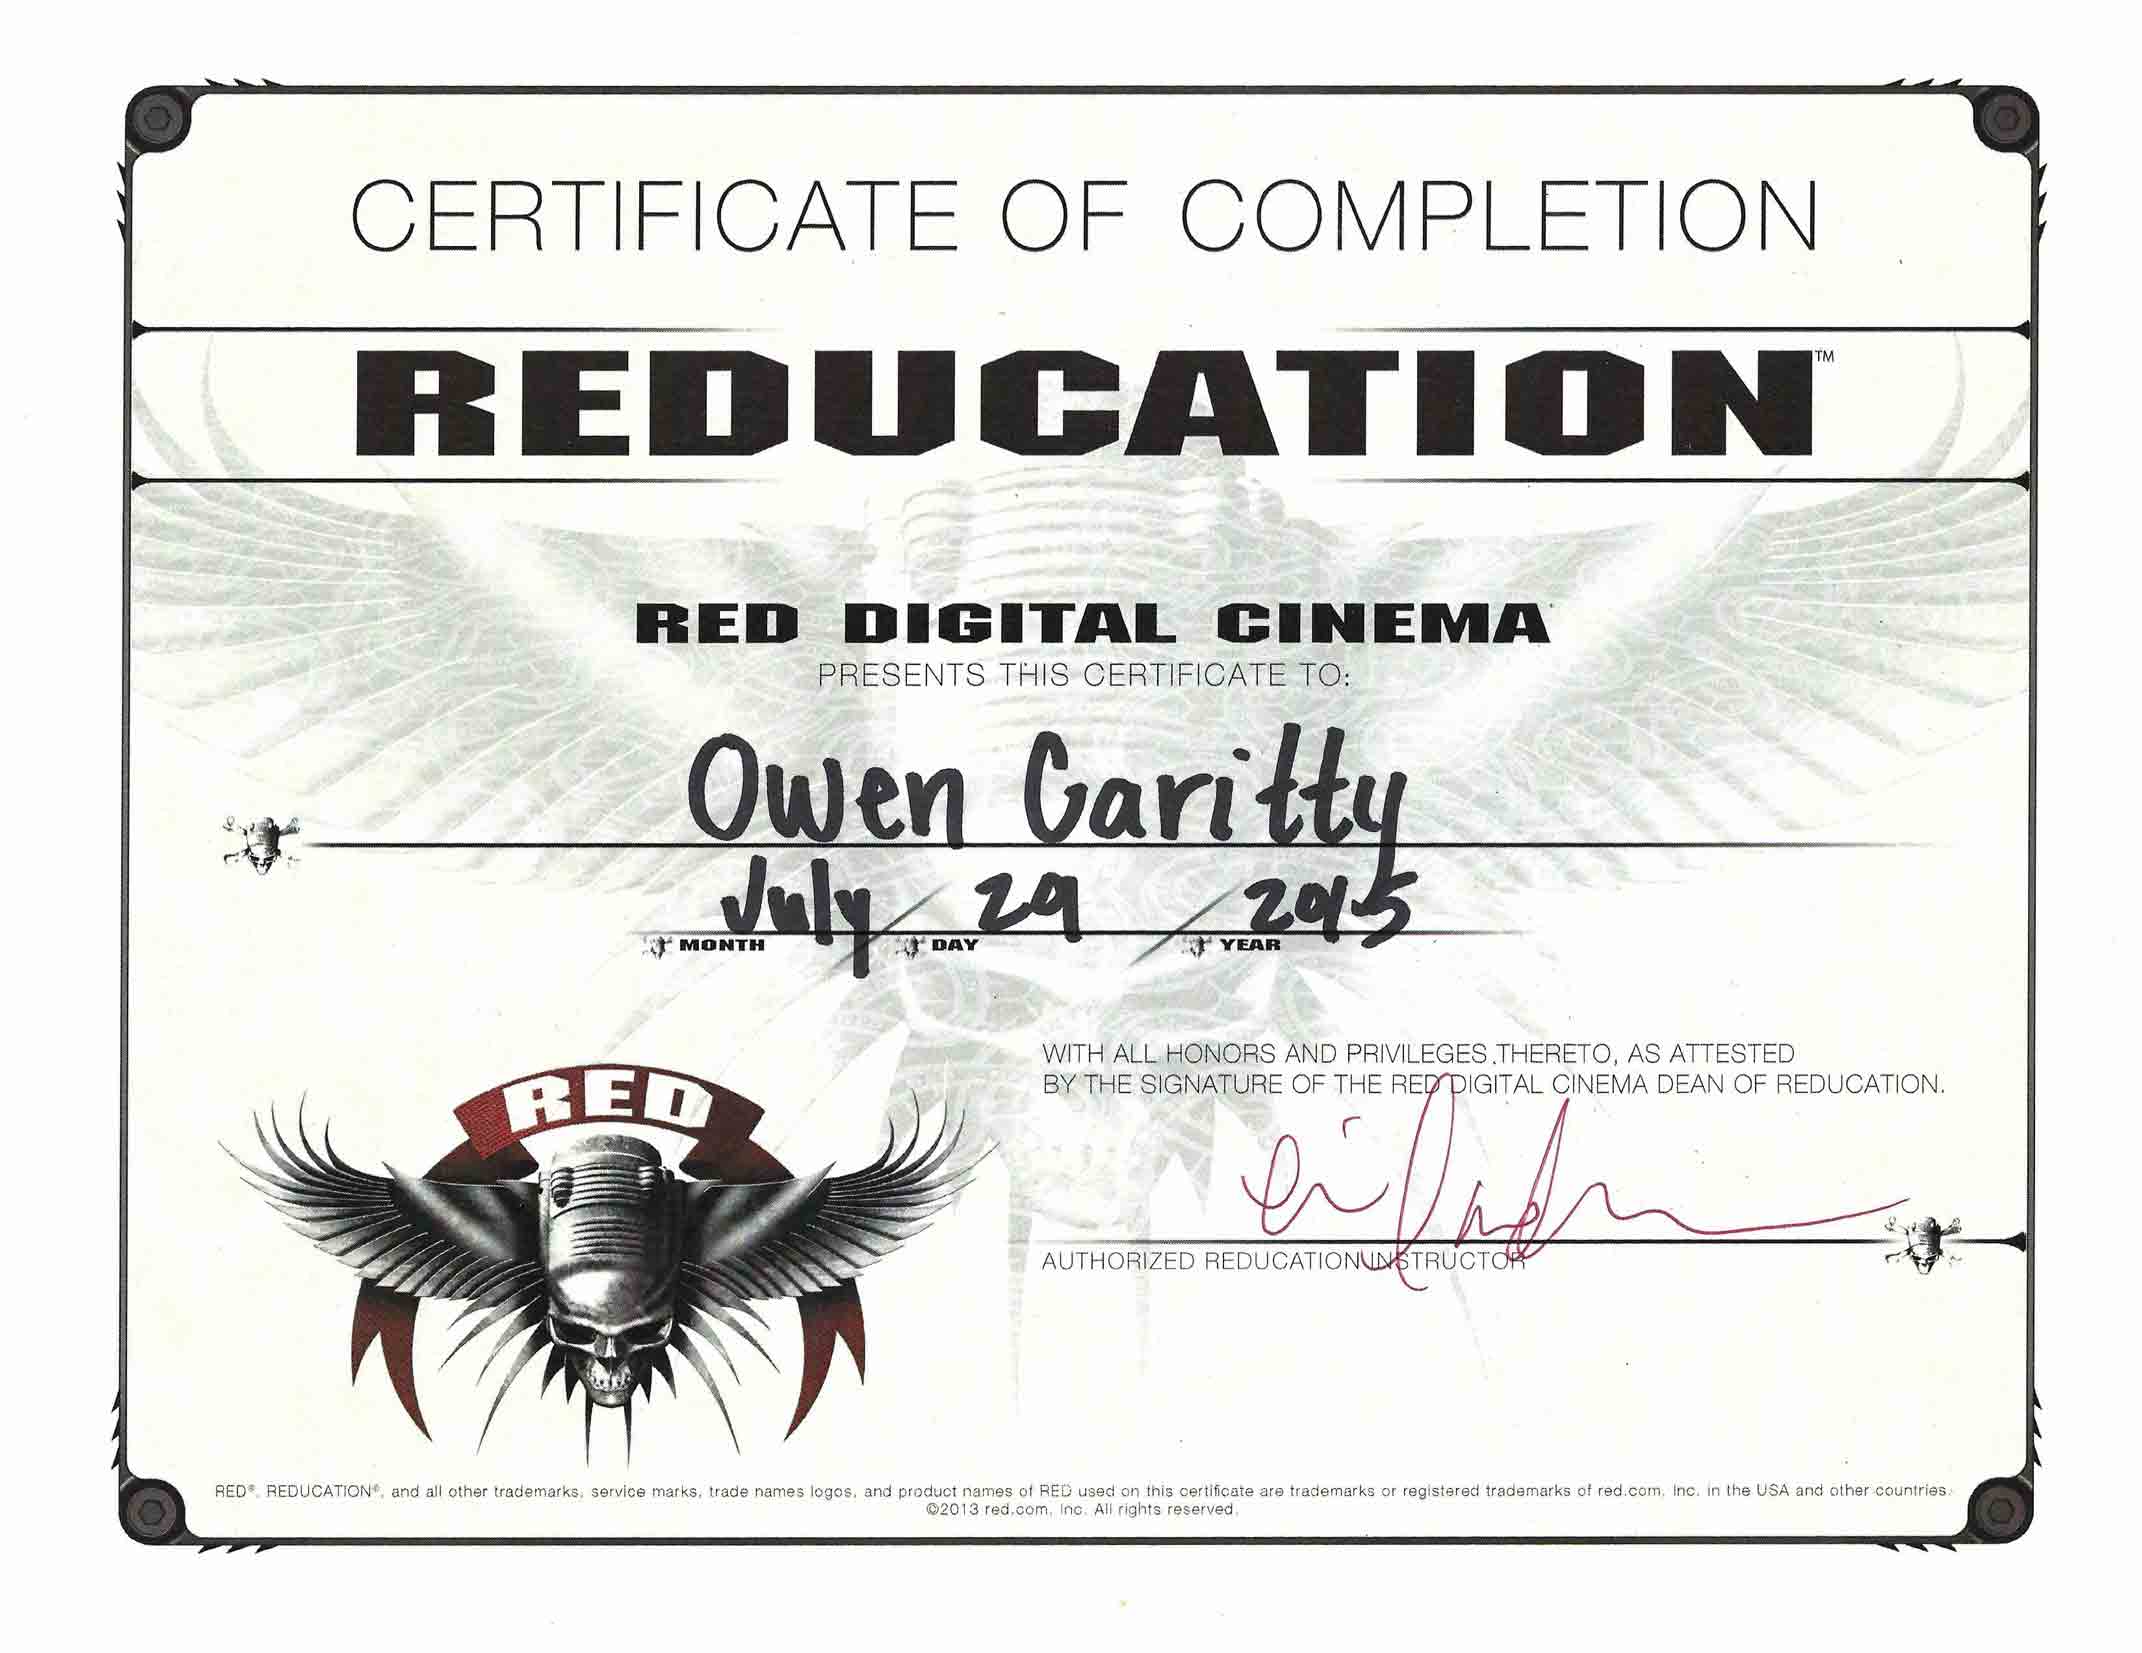 CERTIFICATE OF COMPLETION
REDUCATION™
RED DIGITAL CINEMA
PRESENTS THIS CERTIFICATE TO:
Owen Garitty
July / 29 / 2015
MONTH DAY YEAR
WITH ALL HONORS AND PRIVILEGES THERETO, AS ATTESTED
BY THE SIGNATURE OF THE RED DIGITAL CINEMA DEAN OF REDUCATION.
RED
AUTHORIZED REDUCATION INSTRUCTOR
RED®, REDUCATION®, and all other trademarks, service marks, trade names logos, and product names of RED used on this certificate are trademarks or registered trademarks of red.com, Inc. in the USA and other countries.
©2013 red.com, Inc. All rights reserved.